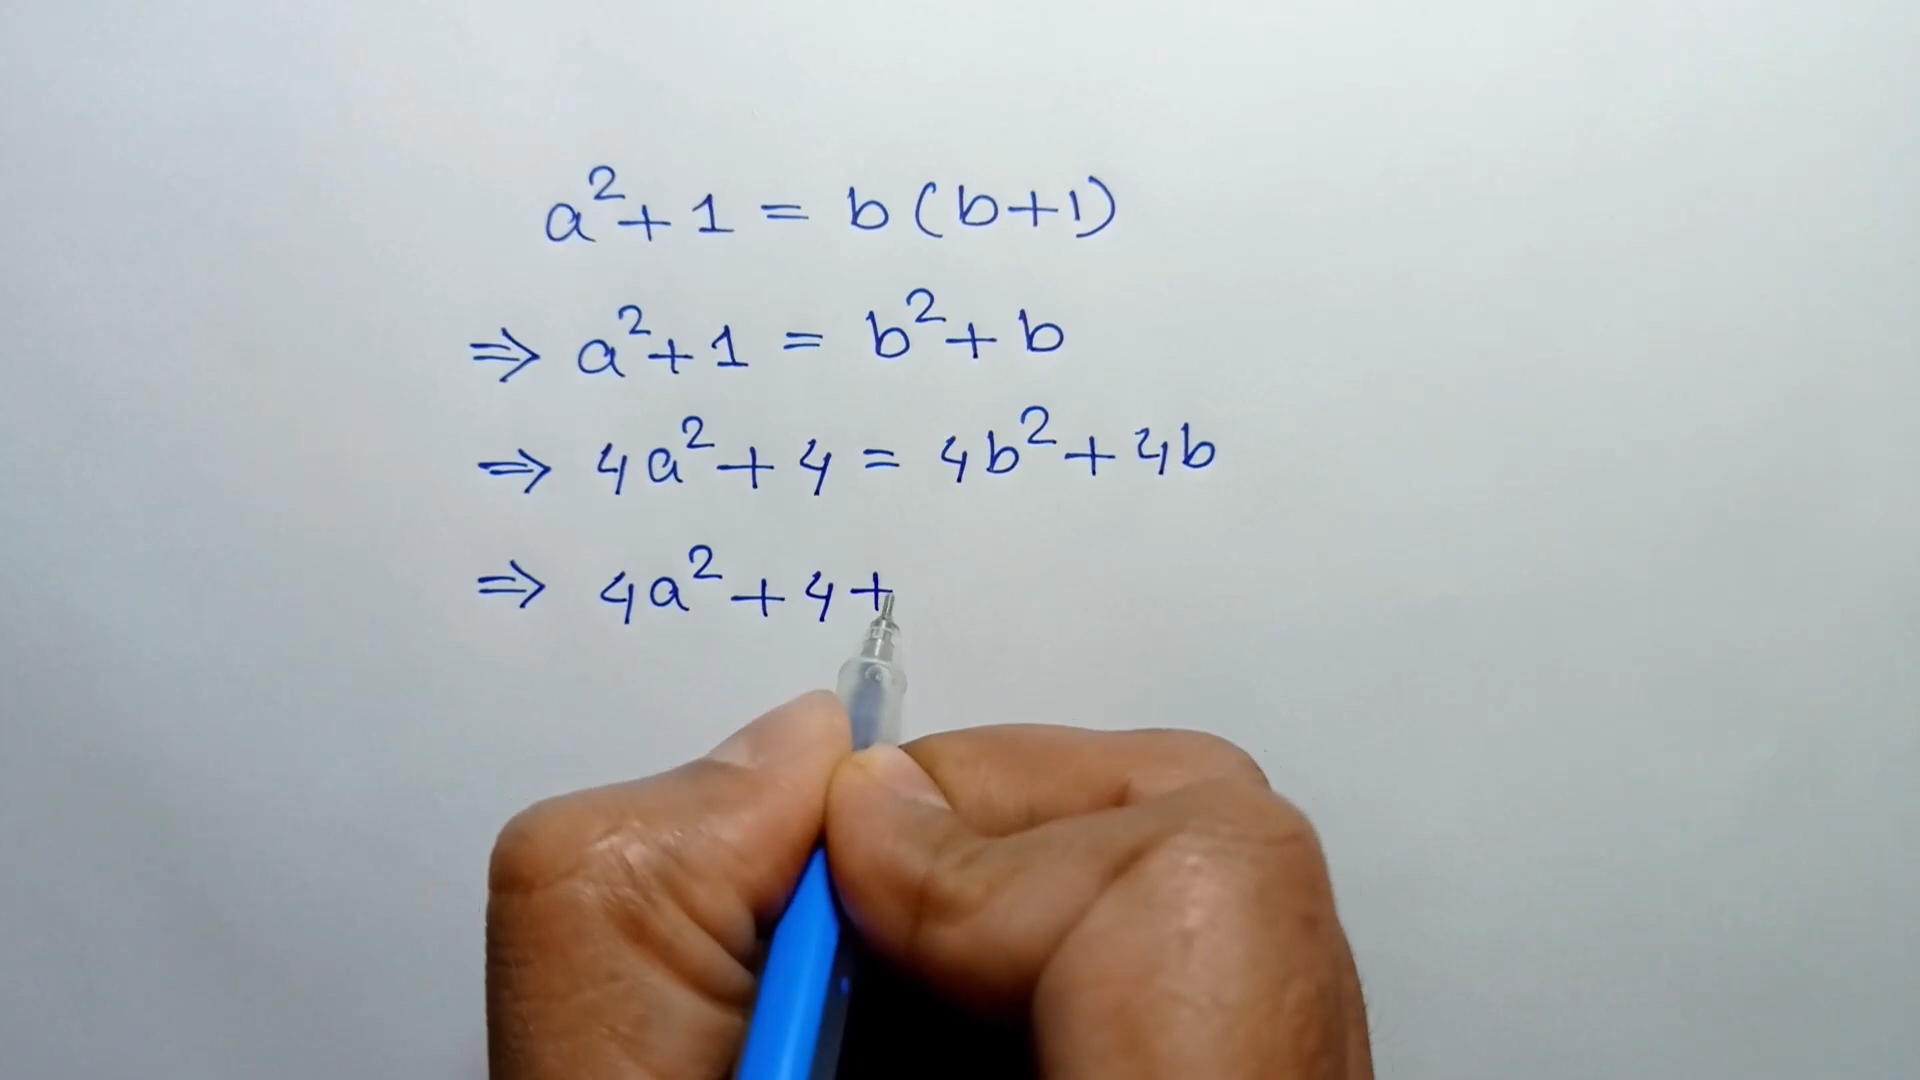 a²+1 = b(b+1)
⇒ a²+1 = b²+b
⇒ 4a²+4 = 4b²+4b
⇒ 4a²+4+